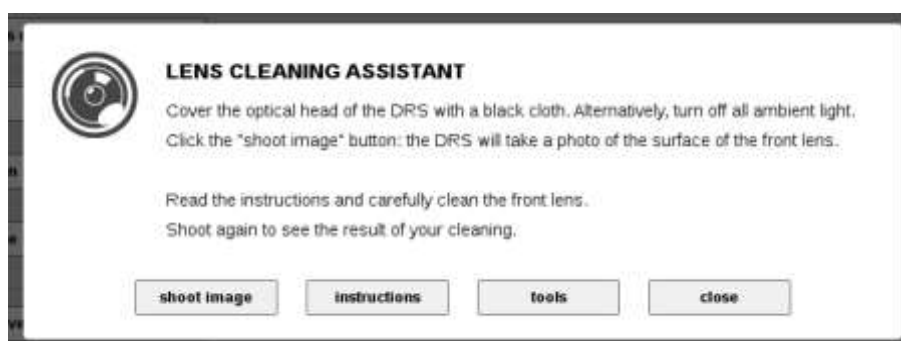 LENS CLEANING ASSISTANT
Cover the optical head of the DRS with a black cloth. Alternatively, turn off all ambient light.
Click the "shoot image" button: the DRS will take a photo of the surface of the front lens.
Read the instructions and carefully clean the front lens.
Shoot again to see the result of your cleaning.
shoot image instructions tools close